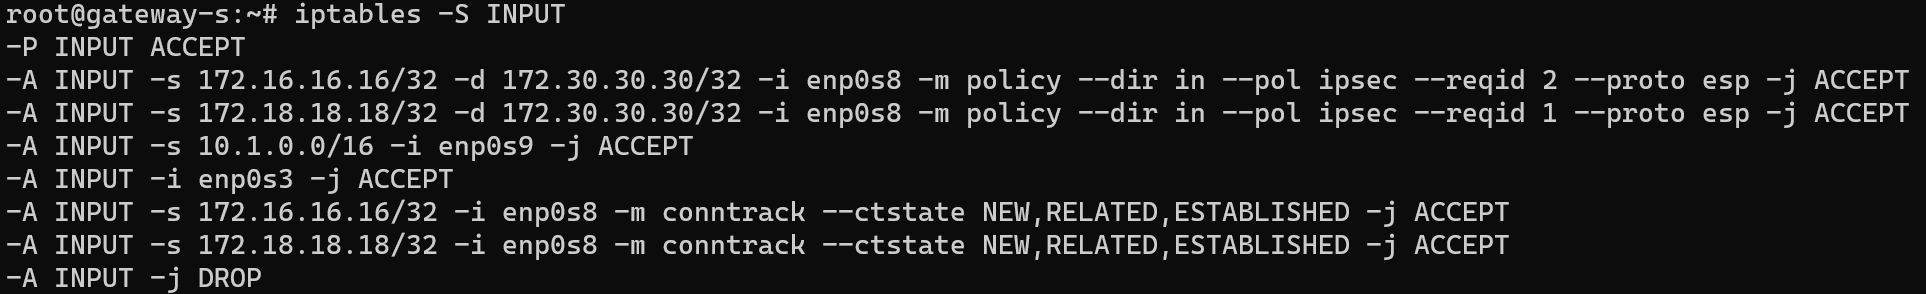 root@gateway-s:~# iptables -S INPUT
-P INPUT ACCEPT
-A INPUT -s 172.16.16.16/32 -d 172.30.30.30/32 -i enp0s8 -m policy --dir in --pol ipsec --reqid 2 --proto esp -j ACCEPT
-A INPUT -s 172.18.18.18/32 -d 172.30.30.30/32 -i enp0s8 -m policy --dir in --pol ipsec --reqid 1 --proto esp -j ACCEPT
-A INPUT -s 10.1.0.0/16 -i enp0s9 -j ACCEPT
-A INPUT -i enp0s3 -j ACCEPT
-A INPUT -s 172.16.16.16/32 -i enp0s8 -m conntrack --ctstate NEW,RELATED,ESTABLISHED -j ACCEPT
-A INPUT -s 172.18.18.18/32 -i enp0s8 -m conntrack --ctstate NEW,RELATED,ESTABLISHED -j ACCEPT
-A INPUT -j DROP